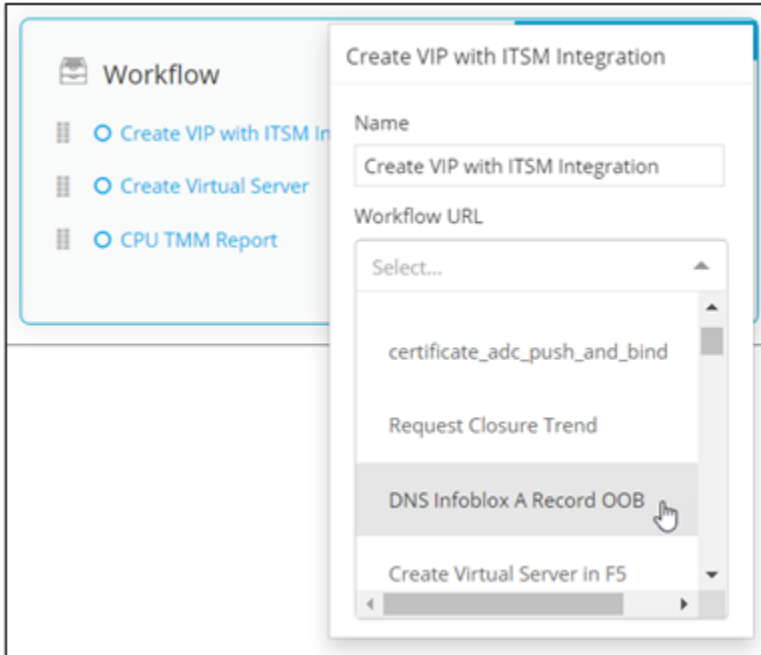 Workflow
Create VIP with ITSM In
Create Virtual Server
CPU TMM Report
Create VIP with ITSM Integration
Name
Create VIP with ITSM Integration
Workflow URL
Select...
certificate_adc_push_and_bind
Request Closure Trend
DNS Infoblox A Record OOB
Create Virtual Server in F5